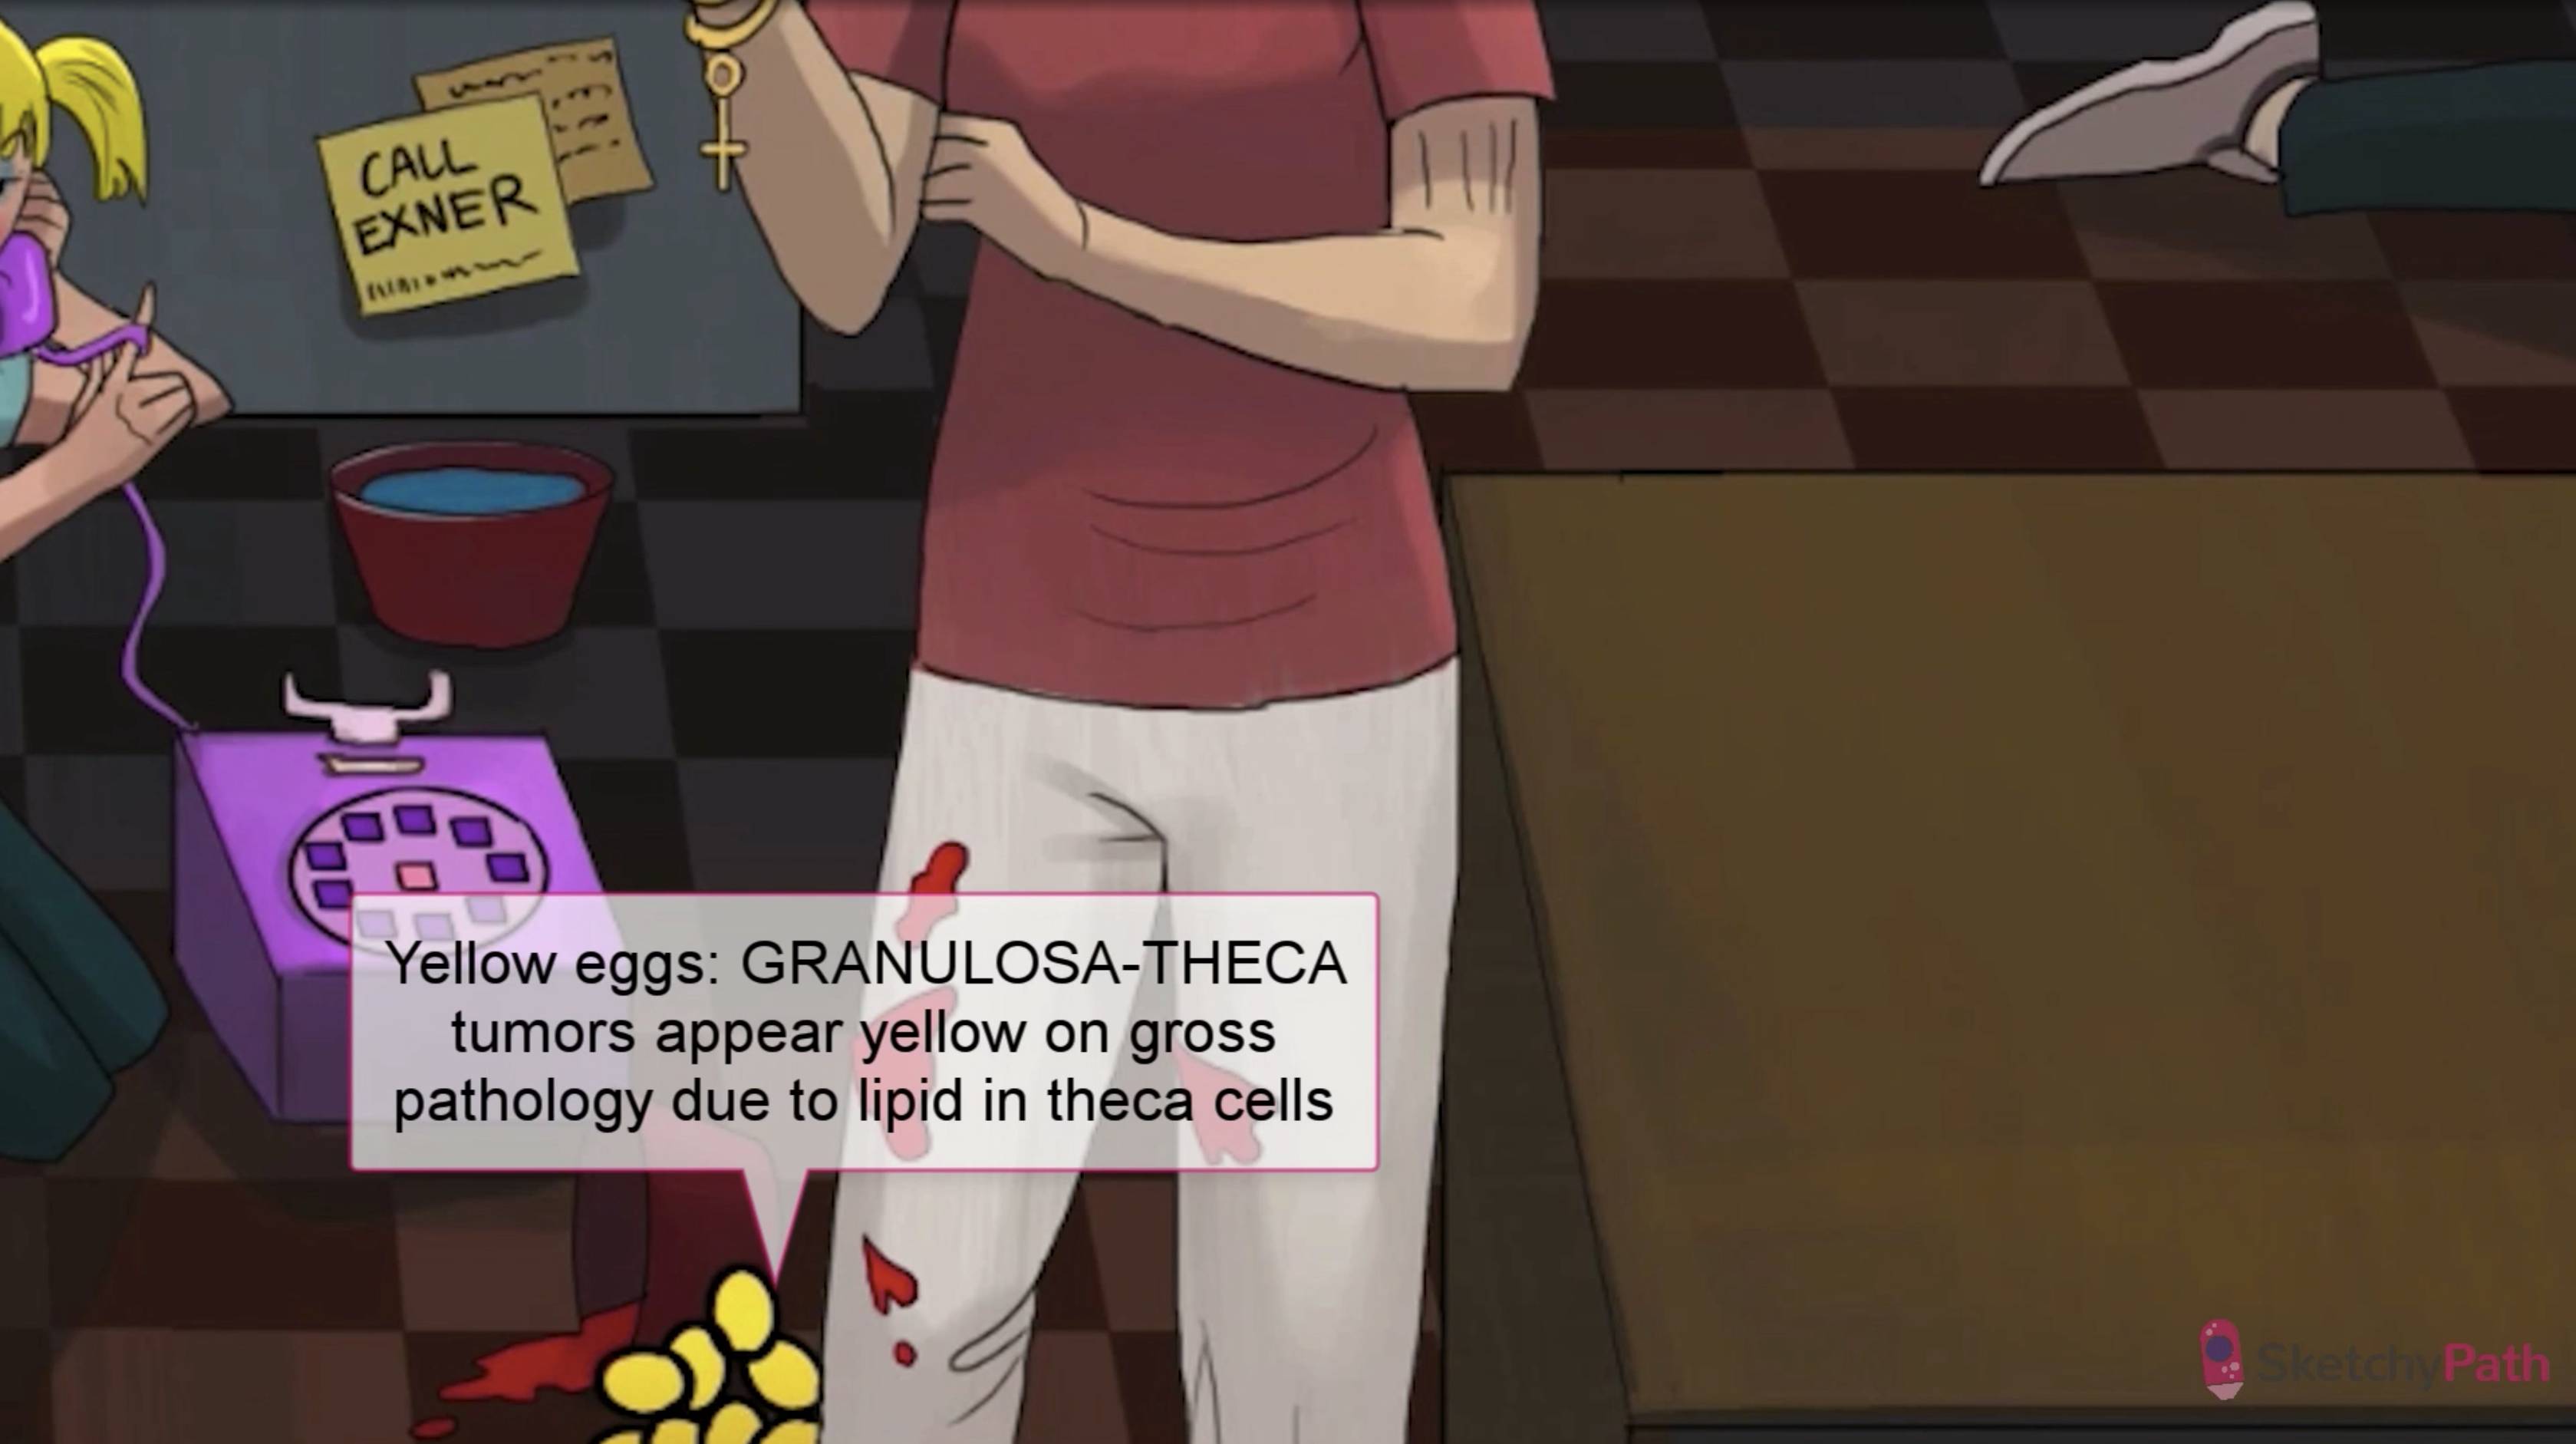 CALL
EXNER
Yellow eggs: GRANULOSA-THECA
tumors appear yellow on gross
pathology due to lipid in theca cells
SketchyPath